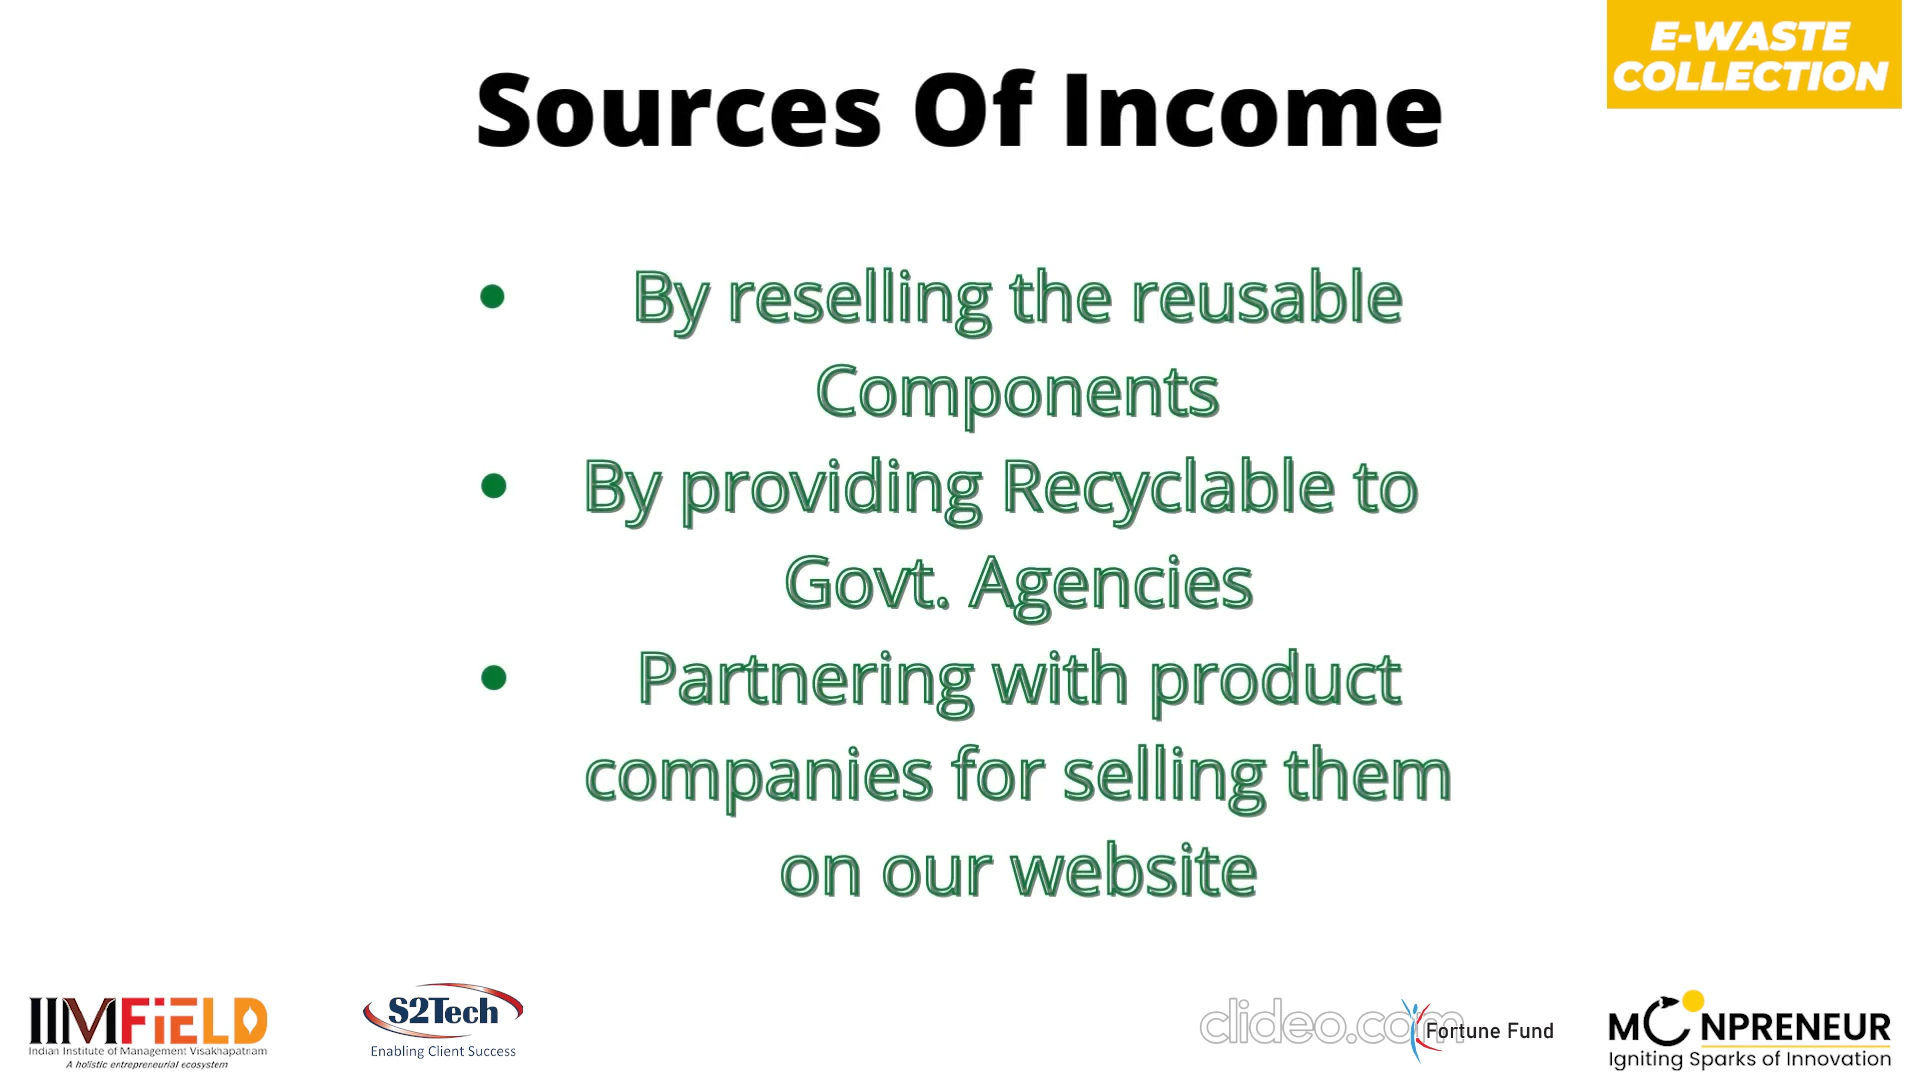 E-WASTE
COLLECTION
Sources Of Income
• By reselling the reusable
Components
• By providing Recyclable to
Govt. Agencies
• Partnering with product
companies for selling them
on our website
IIMFiELD
Indian Institute of Management Visakhapatnam
A holistic entrepreneurial ecosystem
S2Tech
Enabling Client Success
clideo.com
Fortune Fund
MOONPRENEUR
Igniting Sparks of Innovation